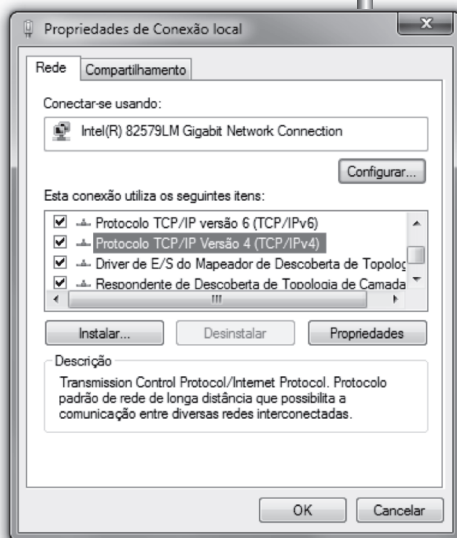 Propriedades de Conexão local
Rede Compartilhamento
Conectar-se usando:
Intel(R) 82579LM Gigabit Network Connection
Configurar...
Esta conexão utiliza os seguintes itens:
Protocolo TCP/IP versão 6 (TCP/IPv6)
Protocolo TCP/IP Versão 4 (TCP/IPv4)
Driver de E/S do Mapeador de Descoberta de Topolog
Respondente de Descoberta de Topologia de Camada
Instalar... Desinstalar Propriedades
Descrição
Transmission Control Protocol/Internet Protocol. Protocolo
padrão de rede de longa distância que possibilita a
comunicação entre diversas redes interconectadas.
OK Cancelar